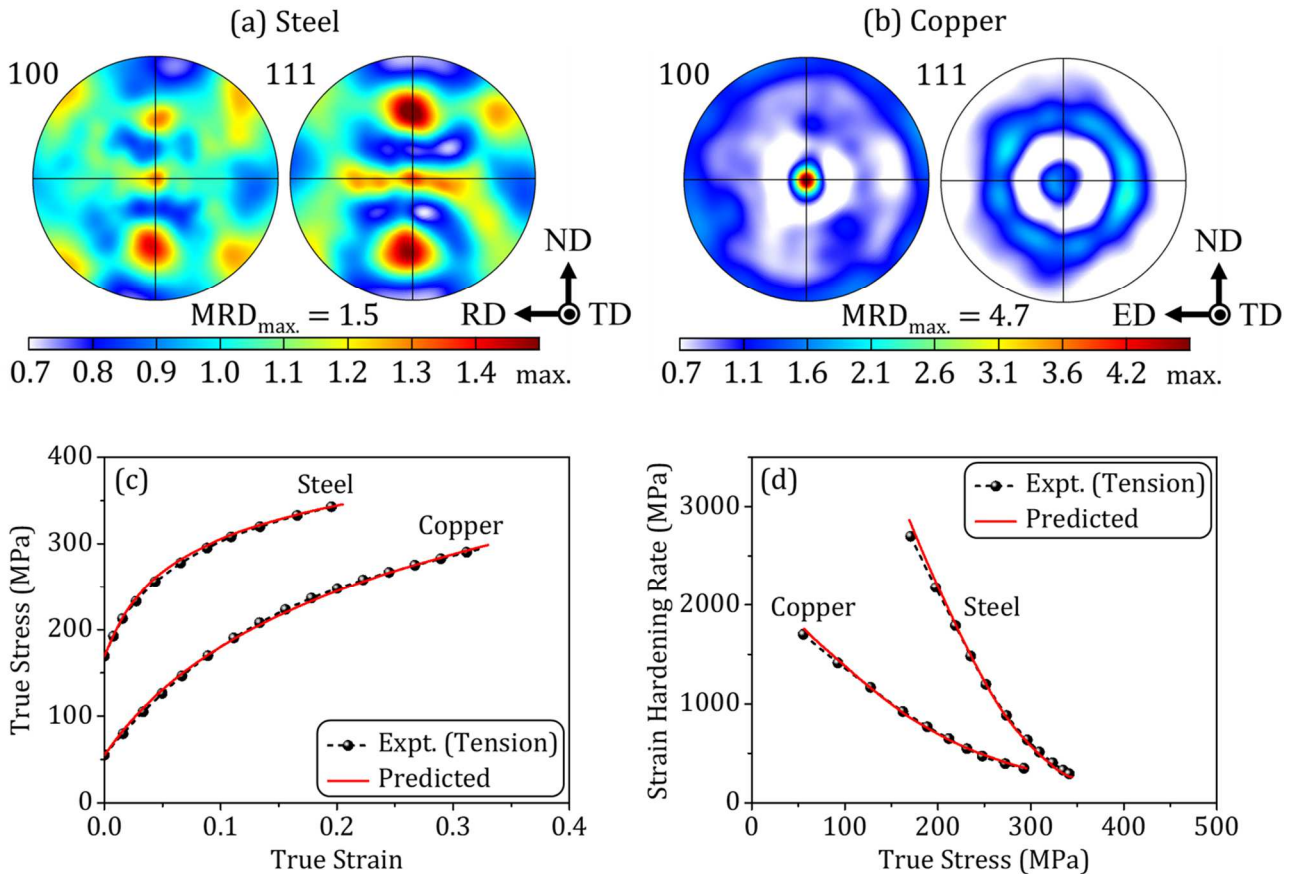 (a) Steel
100
111
ND
MRDmax. = 1.5
RD
TD
0.7 0.8 0.9 1.0 1.1 1.2 1.3 1.4 max.
(b) Copper
100
111
ND
MRDmax. = 4.7
ED
TD
0.7 1.1 1.6 2.1 2.6 3.1 3.6 4.2 max.
(c)
True Stress (MPa)
400
300
200
100
0
Steel
Copper
Expt. (Tension)
Predicted
0.0 0.1 0.2 0.3 0.4
True Strain
(d)
Strain Hardening Rate (MPa)
3000
2000
1000
0
Expt. (Tension)
Predicted
Copper
Steel
0 100 200 300 400 500
True Stress (MPa)